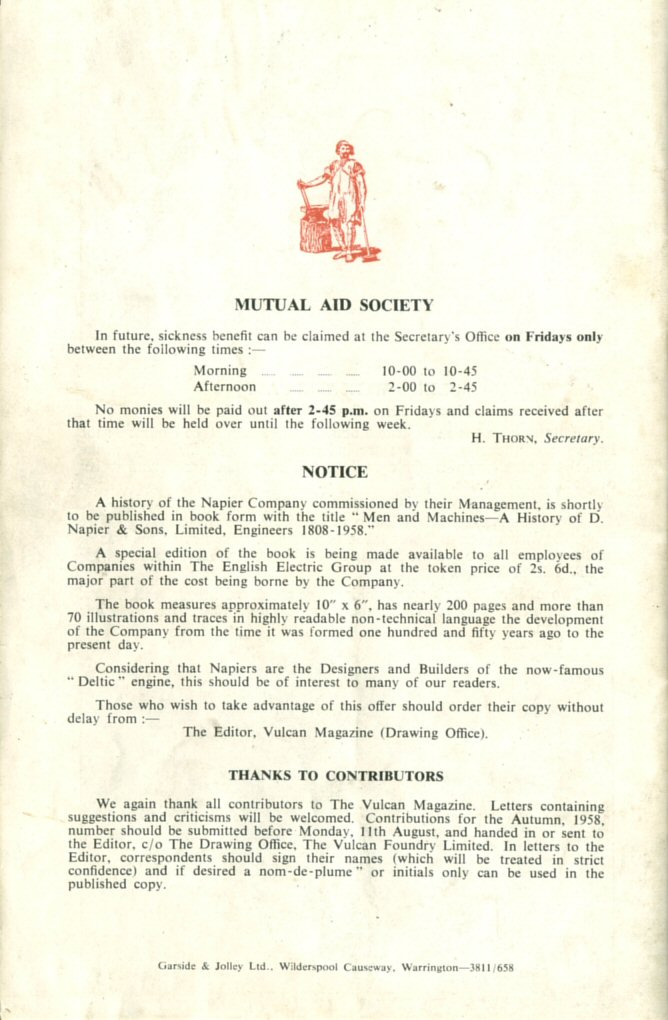 MUTUAL AID SOCIETY
In future, sickness benefit can be claimed at the Secretary's Office on Fridays only
between the following times :—
Morning ...... ...... ...... ...... 10-00 to 10-45
Afternoon ...... ...... ...... 2-00 to 2-45
No monies will be paid out after 2-45 p.m. on Fridays and claims received after
that time will be held over until the following week.
H. THORN, Secretary.
NOTICE
A history of the Napier Company commissioned by their Management, is shortly
to be published in book form with the title " Men and Machines—A History of D.
Napier & Sons, Limited, Engineers 1808-1958."
A special edition of the book is being made available to all employees of
Companies within The English Electric Group at the token price of 2s. 6d., the
major part of the cost being borne by the Company.
The book measures approximately 10″ x 6″, has nearly 200 pages and more than
70 illustrations and traces in highly readable non-technical language the development
of the Company from the time it was formed one hundred and fifty years ago to the
present day.
Considering that Napiers are the Designers and Builders of the now-famous
" Deltic " engine, this should be of interest to many of our readers.
Those who wish to take advantage of this offer should order their copy without
delay from :—
The Editor, Vulcan Magazine (Drawing Office).
THANKS TO CONTRIBUTORS
We again thank all contributors to The Vulcan Magazine. Letters containing
suggestions and criticisms will be welcomed. Contributions for the Autumn, 1958,
number should be submitted before Monday, 11th August, and handed in or sent to
the Editor, c/o The Drawing Office, The Vulcan Foundry Limited. In letters to the
Editor, correspondents should sign their names (which will be treated in strict
confidence) and if desired a nom-de-plume " or initials only can be used in the
published copy.
Garside & Jolley Ltd., Wilderspool Causeway, Warrington—3811/658